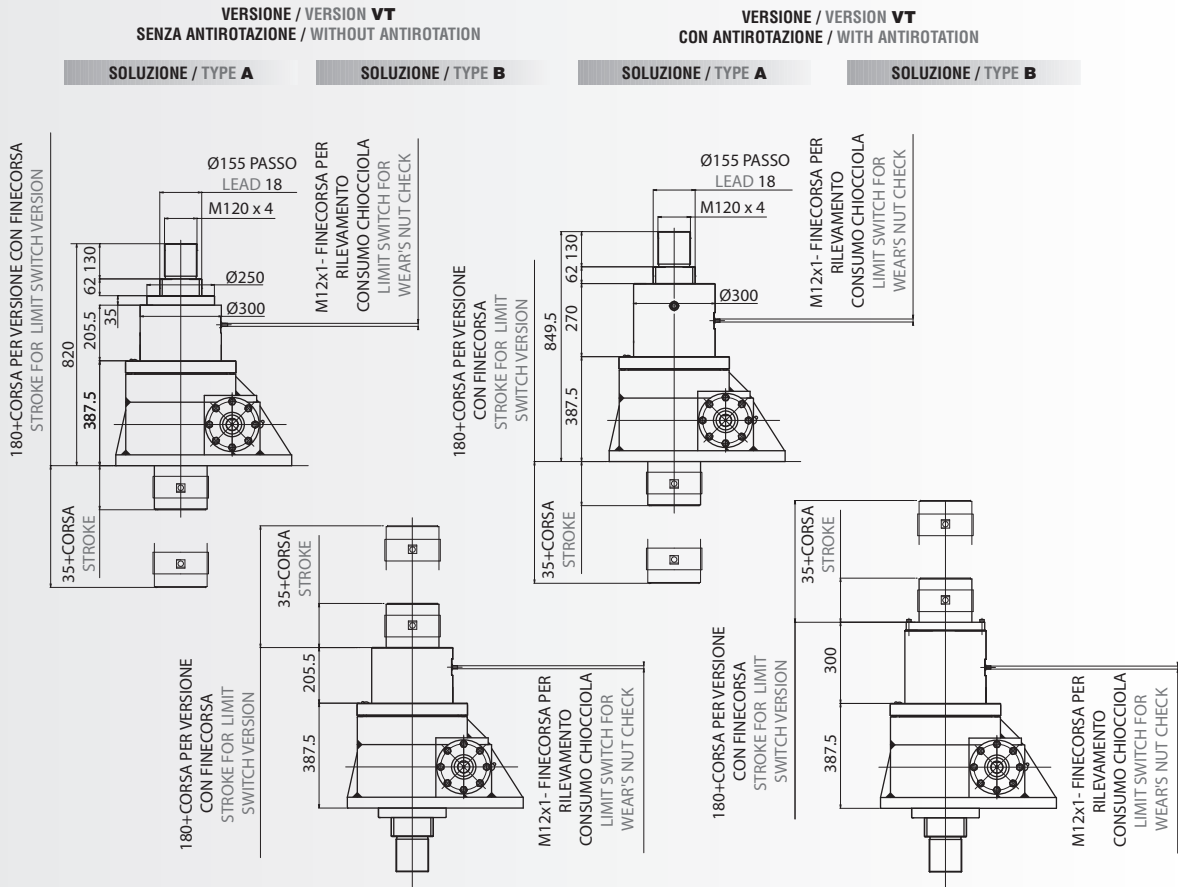 VERSIONE / VERSION VT
SENZA ANTIROTAZIONE / WITHOUT ANTIROTATION
VERSIONE / VERSION VT
CON ANTIROTAZIONE / WITH ANTIROTATION
SOLUZIONE / TYPE A
SOLUZIONE / TYPE B
SOLUZIONE / TYPE A
SOLUZIONE / TYPE B
180+CORSA PER VERSIONE CON FINECORSA
STROKE FOR LIMIT SWITCH VERSION
820
130
62
35
205.5
387.5
Ø155 PASSO
LEAD 18
M120 x 4
Ø250
Ø300
M12x1- FINECORSA PER
RILEVAMENTO
CONSUMO CHIOCCIOLA
LIMIT SWITCH FOR
WEAR'S NUT CHECK
35+CORSA
STROKE
35+CORSA
STROKE
180+CORSA PER VERSIONE
CON FINECORSA
STROKE FOR LIMIT
SWITCH VERSION
205.5
387.5
M12x1- FINECORSA PER
RILEVAMENTO
CONSUMO CHIOCCIOLA
LIMIT SWITCH FOR
WEAR'S NUT CHECK
180+CORSA PER VERSIONE
CON FINECORSA
STROKE FOR LIMIT
SWITCH VERSION
849.5
130
62
270
387.5
Ø155 PASSO
LEAD 18
M120 x 4
Ø300
M12x1- FINECORSA PER
RILEVAMENTO
CONSUMO CHIOCCIOLA
LIMIT SWITCH FOR
WEAR'S NUT CHECK
35+CORSA
STROKE
35+CORSA
STROKE
180+CORSA PER VERSIONE
CON FINECORSA
STROKE FOR LIMIT
SWITCH VERSION
300
387.5
M12x1- FINECORSA PER
RILEVAMENTO
CONSUMO CHIOCCIOLA
LIMIT SWITCH FOR
WEAR'S NUT CHECK